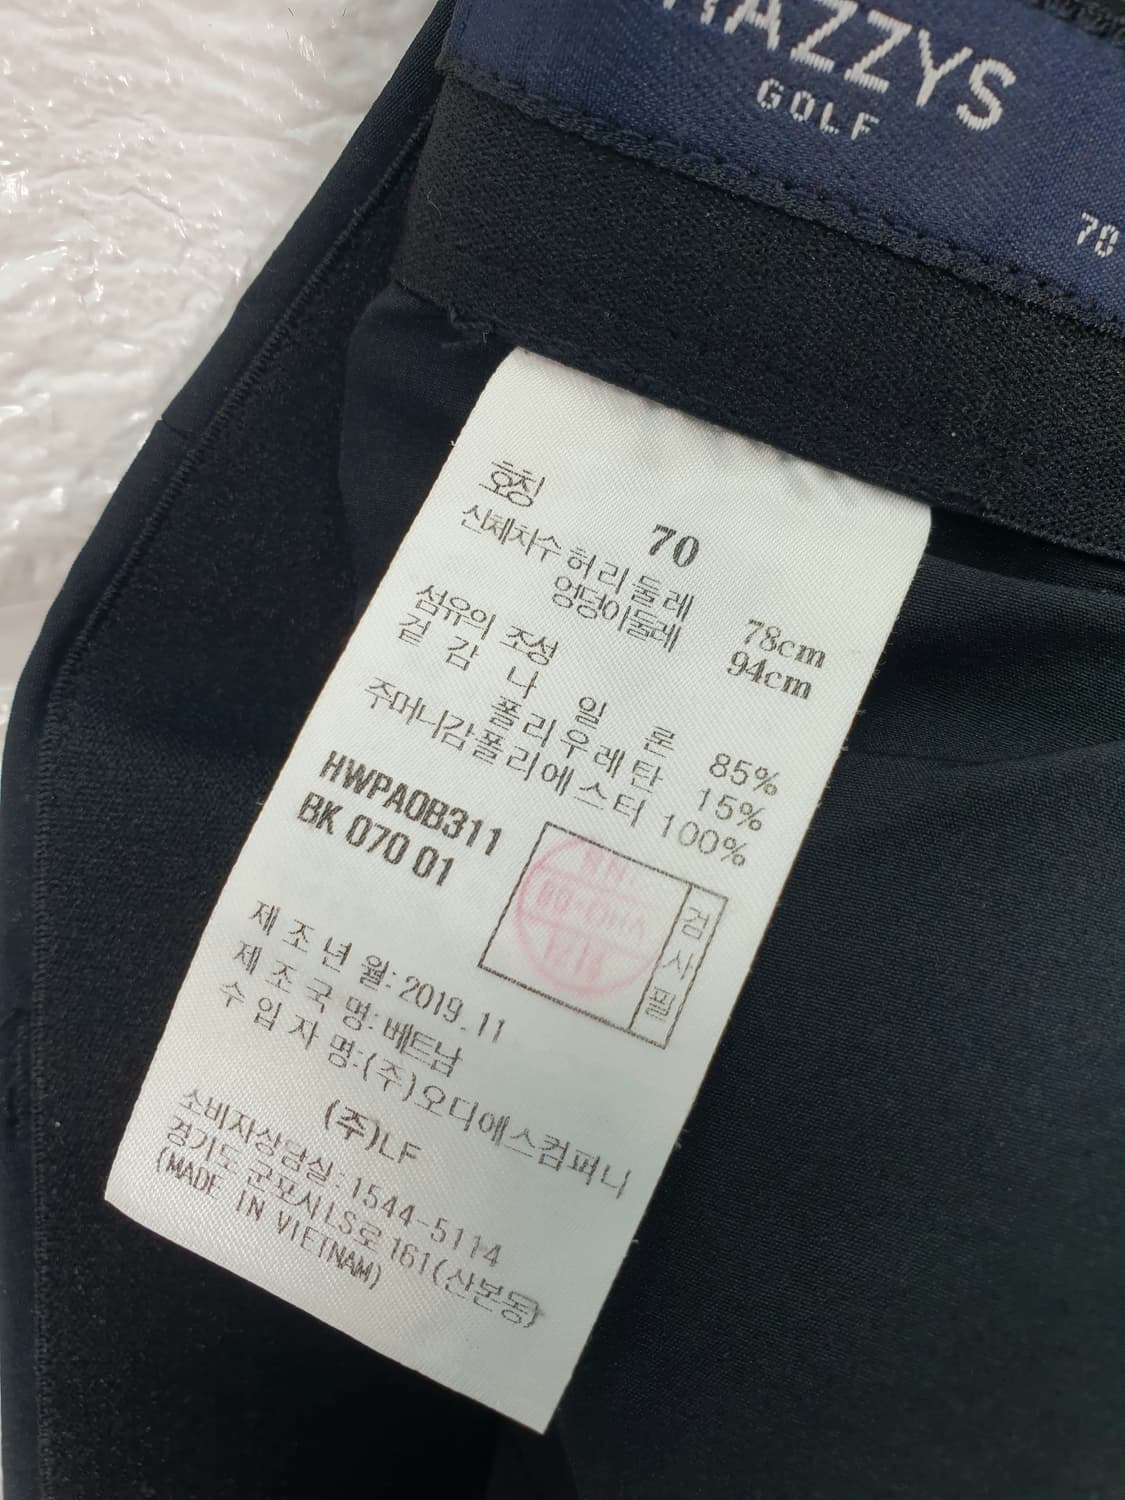 AZZYS
GOLF
70
호칭
70
신체치수 허리둘레 78cm
엉덩이둘레 94cm
섬유의 조성
겉감 나일론 85%
폴리우레탄 15%
주머니감폴리에스터 100%
HWPA0B311
BK 070 01
검사필
제조년월:2019.11
제조국명:베트남
수입자명:(주)오디에스컴퍼니
(주)LF
소비자상담실:1544-5114
경기도 군포시LS로161(산본동)
(MADE IN VIETNAM)